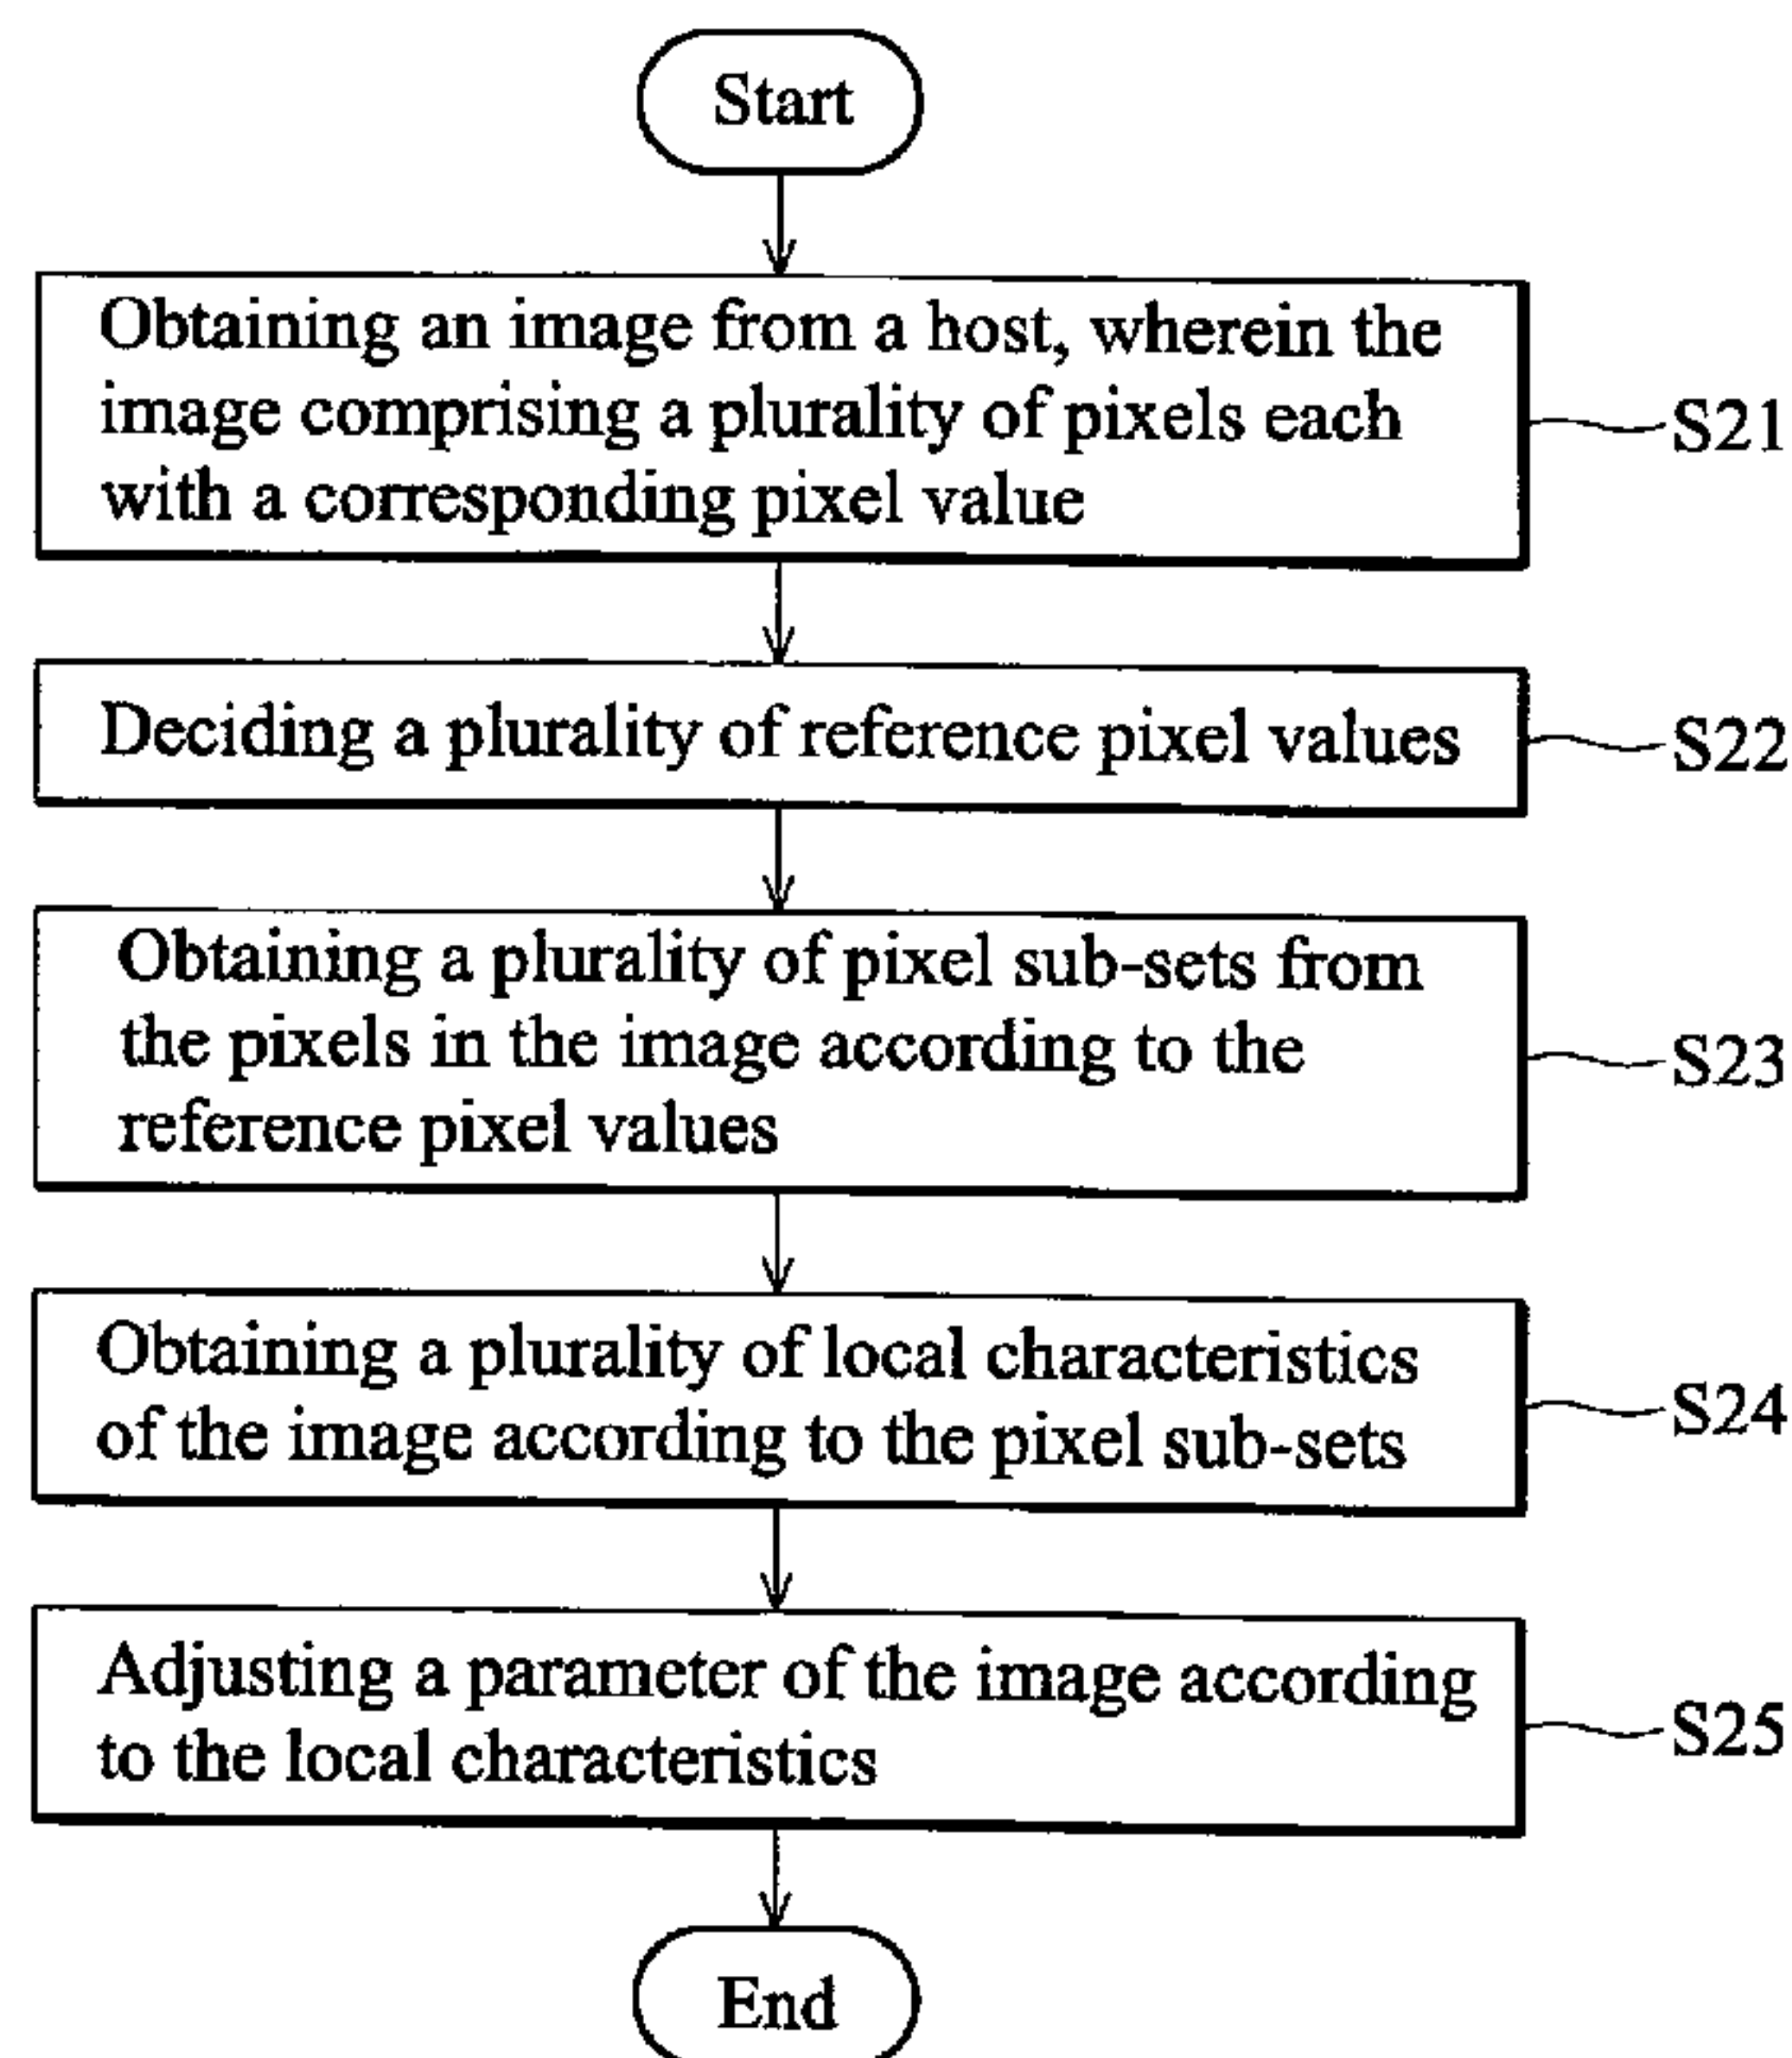 Start
Obtaining an image from a host, wherein the
image comprising a plurality of pixels each
with a corresponding pixel value
S21
Deciding a plurality of reference pixel values
S22
Obtaining a plurality of pixel sub-sets from
the pixels in the image according to the
reference pixel values
S23
Obtaining a plurality of local characteristics
of the image according to the pixel sub-sets
S24
Adjusting a parameter of the image according
to the local characteristics
S25
End